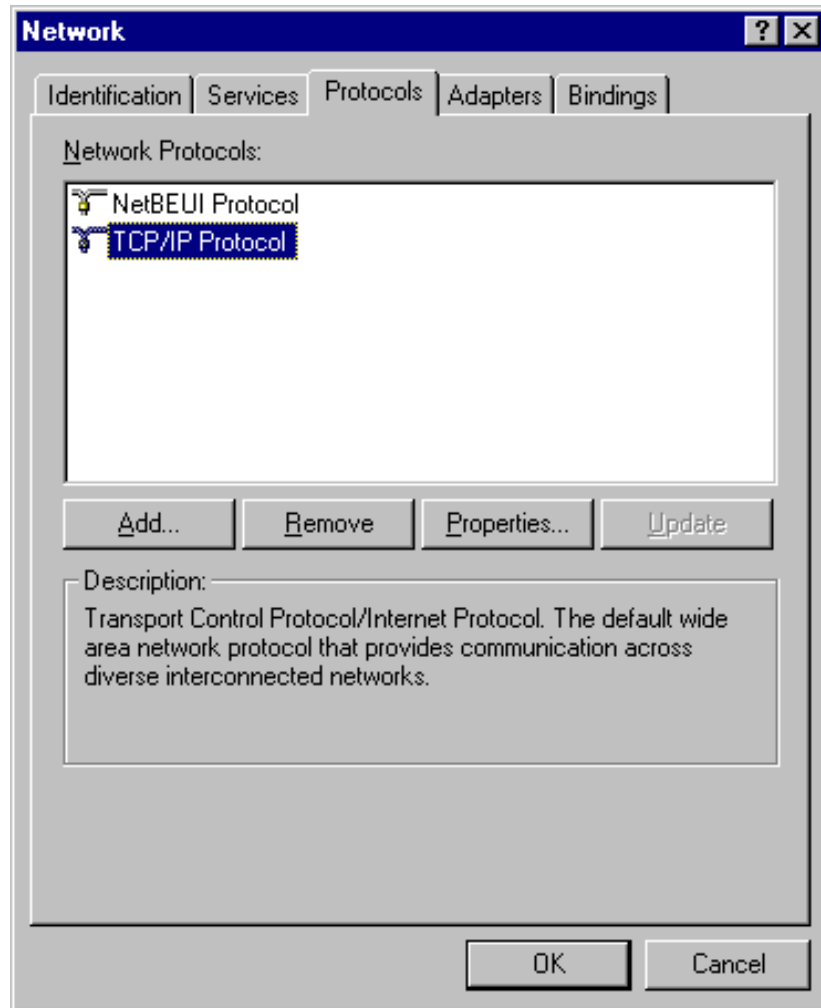 Network
Identification Services Protocols Adapters Bindings
Network Protocols:
NetBEUI Protocol
TCP/IP Protocol
Add... Remove Properties... Update
Description:
Transport Control Protocol/Internet Protocol. The default wide
area network protocol that provides communication across
diverse interconnected networks.
OK Cancel